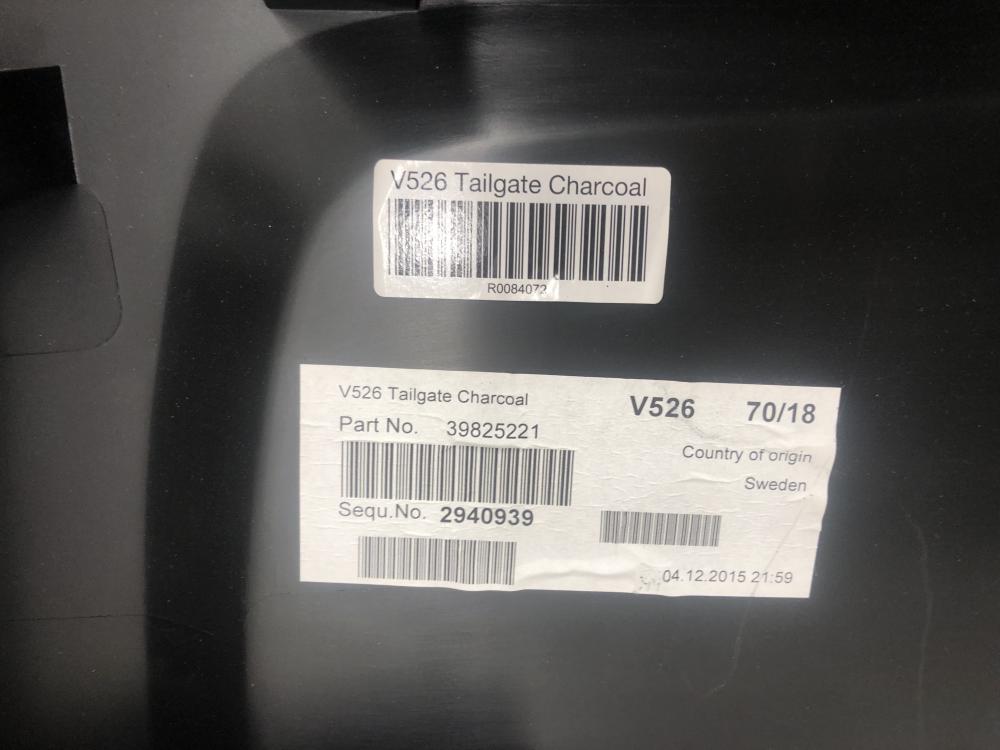 V526 Tailgate Charcoal
R0084072
V526 Tailgate Charcoal
V526 70/18
Part No. 39825221
Country of origin
Sweden
Sequ.No. 2940939
04.12.2015 21:59